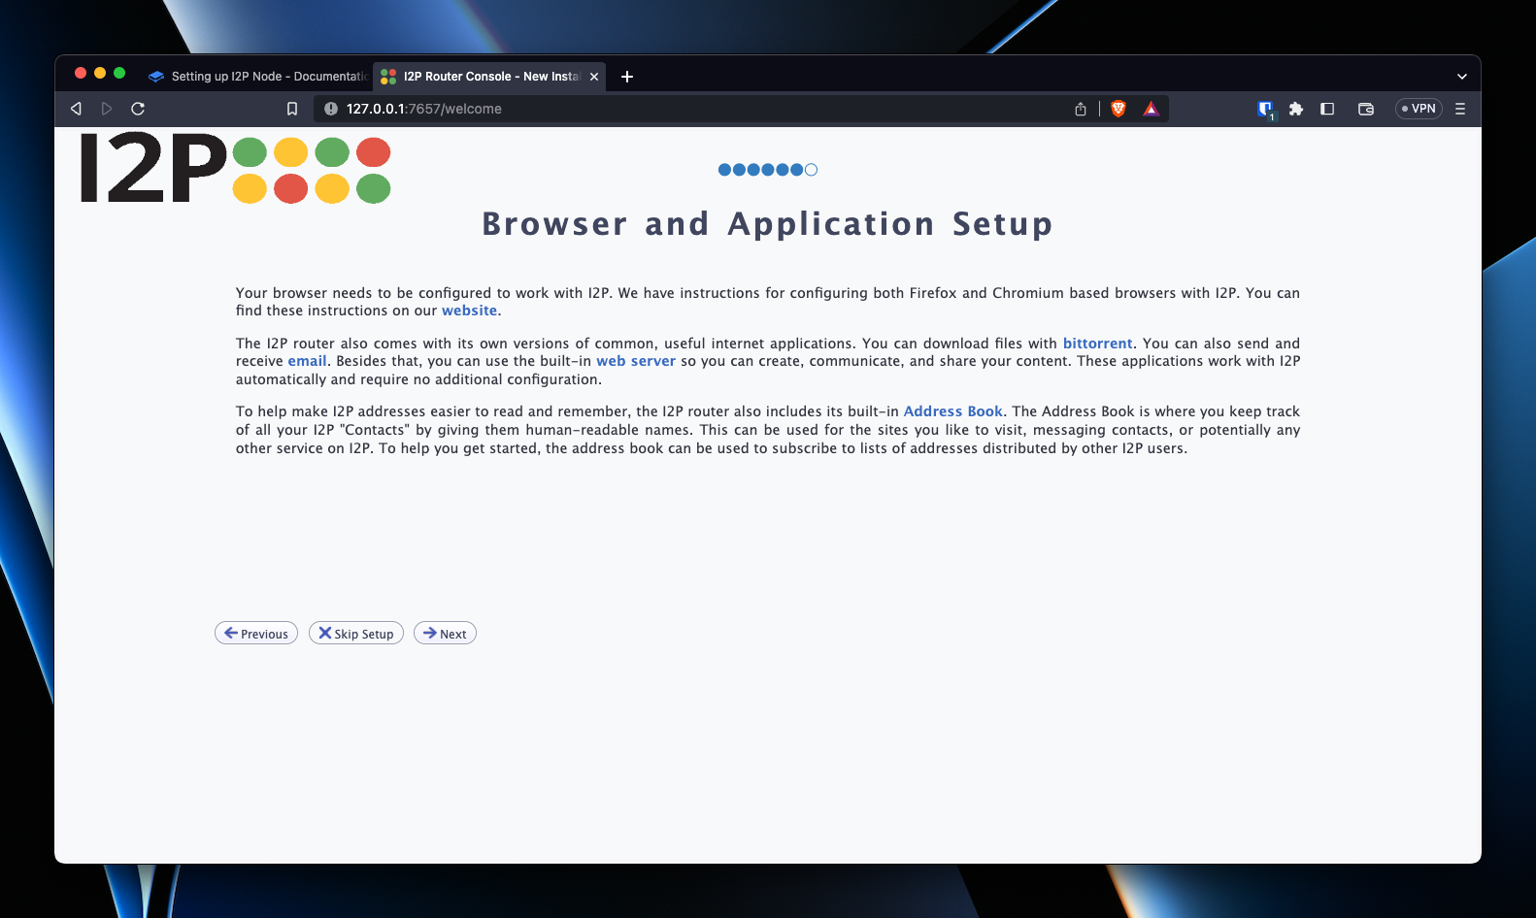 Setting up I2P Node - Documentatio
I2P Router Console - New Insta
127.0.0.1:7657/welcome
1
VPN
I2P
Browser and Application Setup
Your browser needs to be configured to work with I2P. We have instructions for configuring both Firefox and Chromium based browsers with I2P. You can
find these instructions on our website.
The I2P router also comes with its own versions of common, useful internet applications. You can download files with bittorrent. You can also send and
receive email. Besides that, you can use the built-in web server so you can create, communicate, and share your content. These applications work with I2P
automatically and require no additional configuration.
To help make I2P addresses easier to read and remember, the I2P router also includes its built-in Address Book. The Address Book is where you keep track
of all your I2P "Contacts" by giving them human-readable names. This can be used for the sites you like to visit, messaging contacts, or potentially any
other service on I2P. To help you get started, the address book can be used to subscribe to lists of addresses distributed by other I2P users.
Previous
Skip Setup
Next